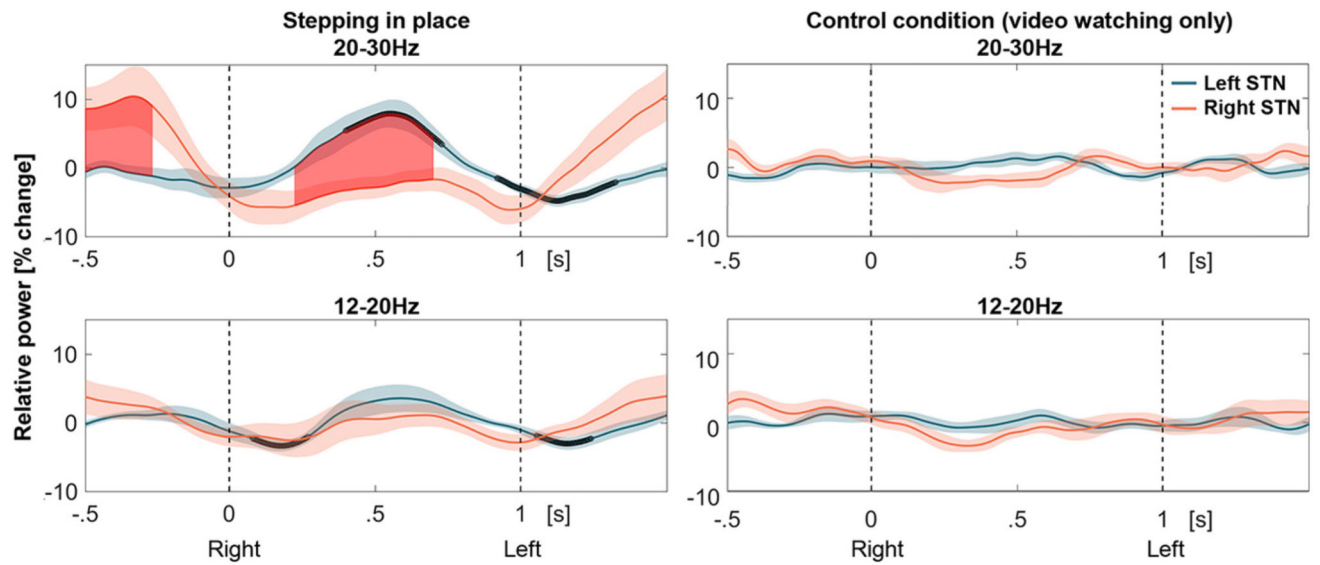 Stepping in place
20-30Hz
Control condition (video watching only)
20-30Hz
Left STN
Right STN
Relative power [% change]
10
0
-10
-.5 0 .5 1 [s]
10
0
-10
-.5 0 .5 1 [s]
12-20Hz
12-20Hz
10
0
-10
-.5 0 .5 1 [s]
Right Left
10
0
-10
-.5 0 .5 1 [s]
Right Left